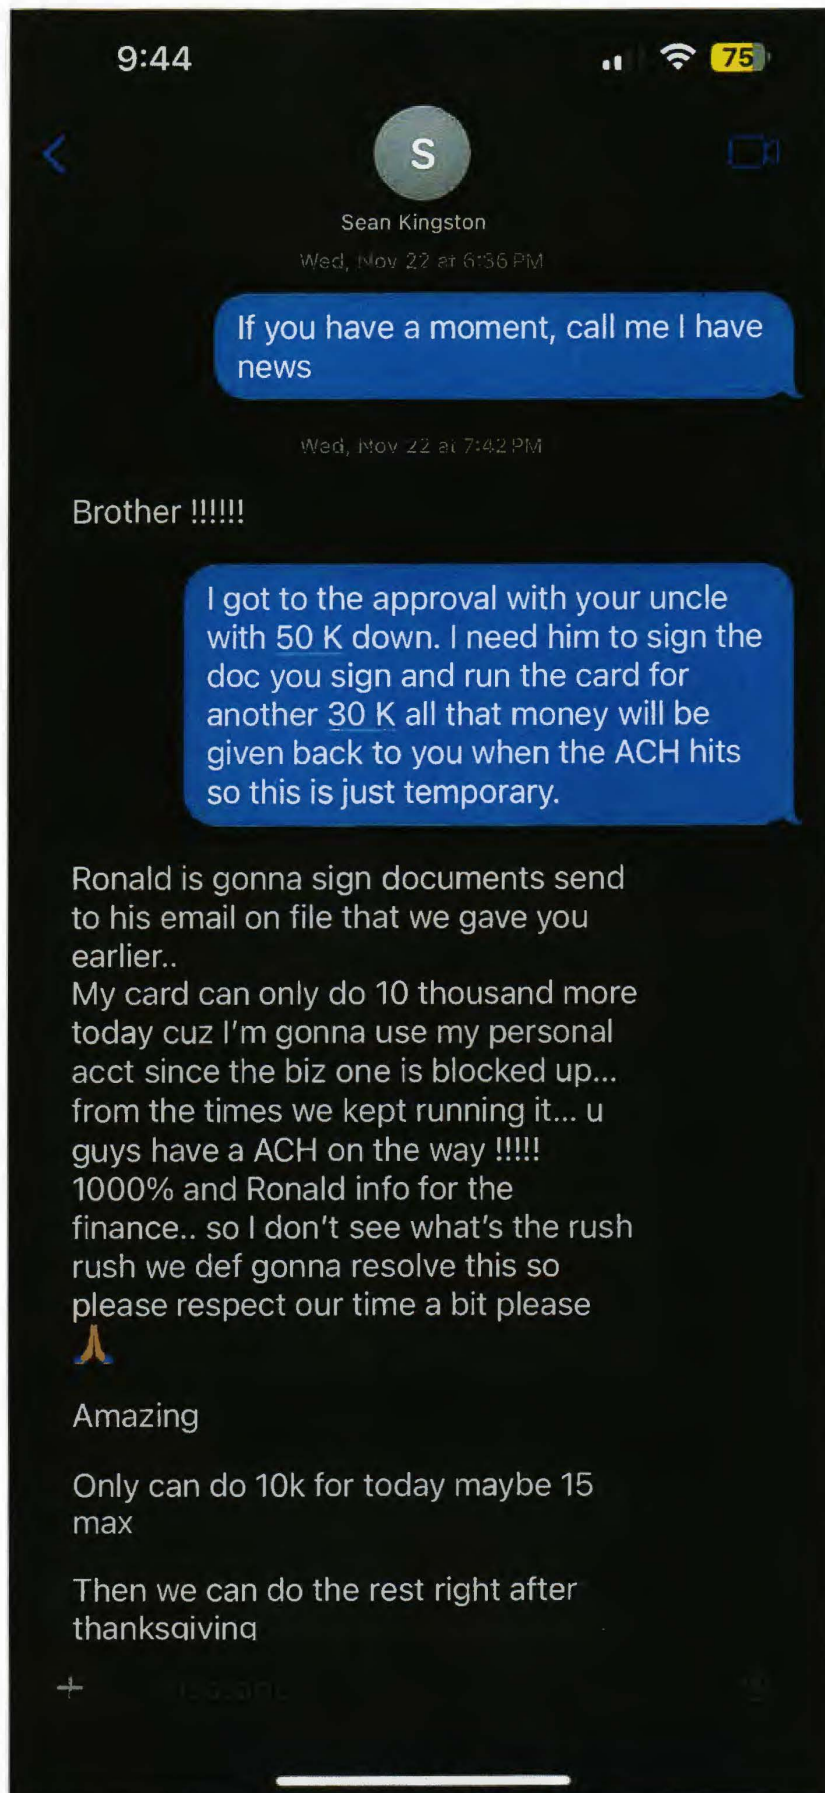 9:44
75
S
Sean Kingston
Wed, Nov 22 at 6:36 PM
If you have a moment, call me I have
news
Wed, Nov 22 at 7:42 PM
Brother !!!!!!
I got to the approval with your uncle
with 50 K down. I need him to sign the
doc you sign and run the card for
another 30 K all that money will be
given back to you when the ACH hits
so this is just temporary.
Ronald is gonna sign documents send
to his email on file that we gave you
earlier..
My card can only do 10 thousand more
today cuz I'm gonna use my personal
acct since the biz one is blocked up...
from the times we kept running it... u
guys have a ACH on the way !!!!!
1000% and Ronald info for the
finance.. so I don't see what's the rush
rush we def gonna resolve this so
please respect our time a bit please
🙏🏾
Amazing
Only can do 10k for today maybe 15
max
Then we can do the rest right after
thanksgiving